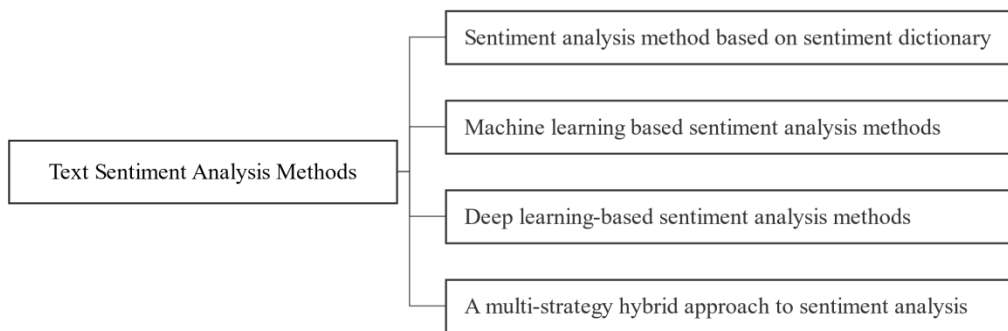 Sentiment analysis method based on sentiment dictionary
Machine learning based sentiment analysis methods
Text Sentiment Analysis Methods
Deep learning-based sentiment analysis methods
A multi-strategy hybrid approach to sentiment analysis